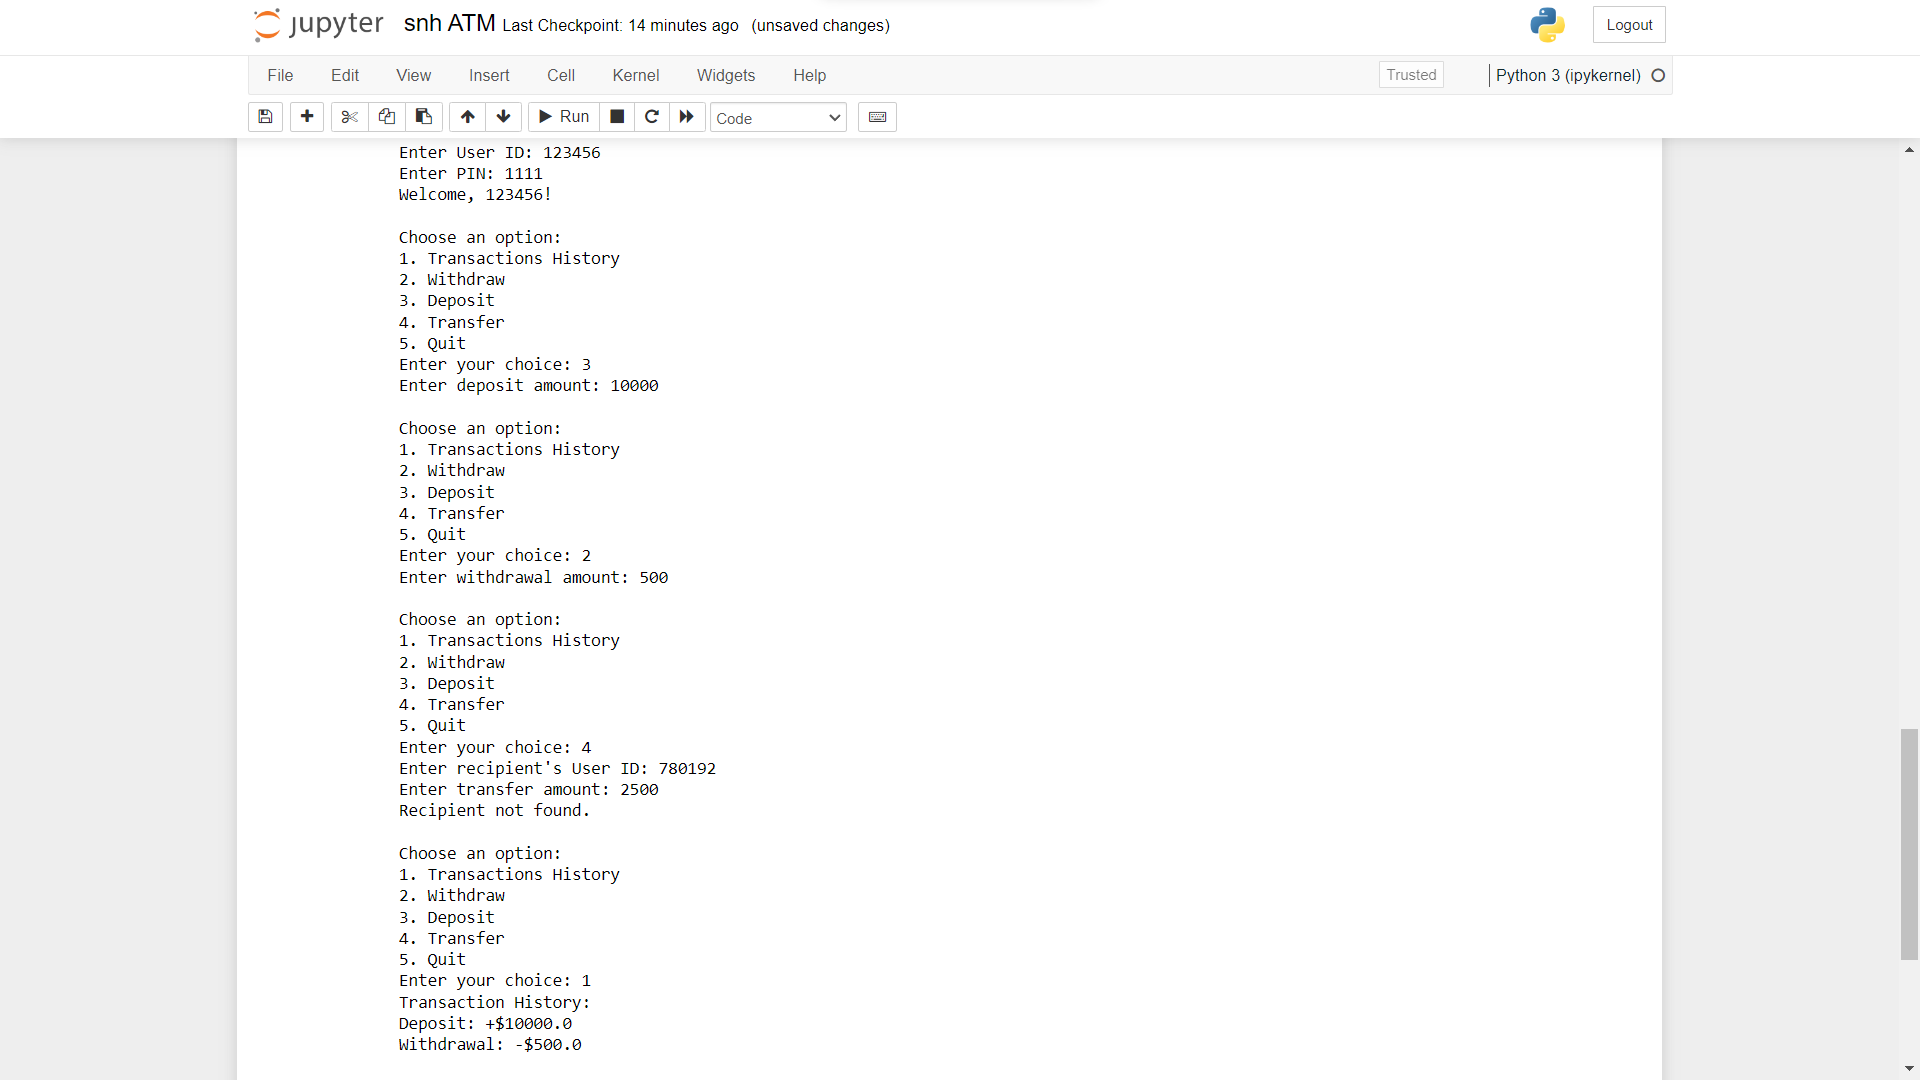 jupyter snh ATM Last Checkpoint: 14 minutes ago (unsaved changes) Logout
File Edit View Insert Cell Kernel Widgets Help Trusted Python 3 (ipykernel)
Run Code
Enter User ID: 123456
Enter PIN: 1111
Welcome, 123456!
Choose an option:
1. Transactions History
2. Withdraw
3. Deposit
4. Transfer
5. Quit
Enter your choice: 3
Enter deposit amount: 10000
Choose an option:
1. Transactions History
2. Withdraw
3. Deposit
4. Transfer
5. Quit
Enter your choice: 2
Enter withdrawal amount: 500
Choose an option:
1. Transactions History
2. Withdraw
3. Deposit
4. Transfer
5. Quit
Enter your choice: 4
Enter recipient's User ID: 780192
Enter transfer amount: 2500
Recipient not found.
Choose an option:
1. Transactions History
2. Withdraw
3. Deposit
4. Transfer
5. Quit
Enter your choice: 1
Transaction History:
Deposit: +$10000.0
Withdrawal: -$500.0